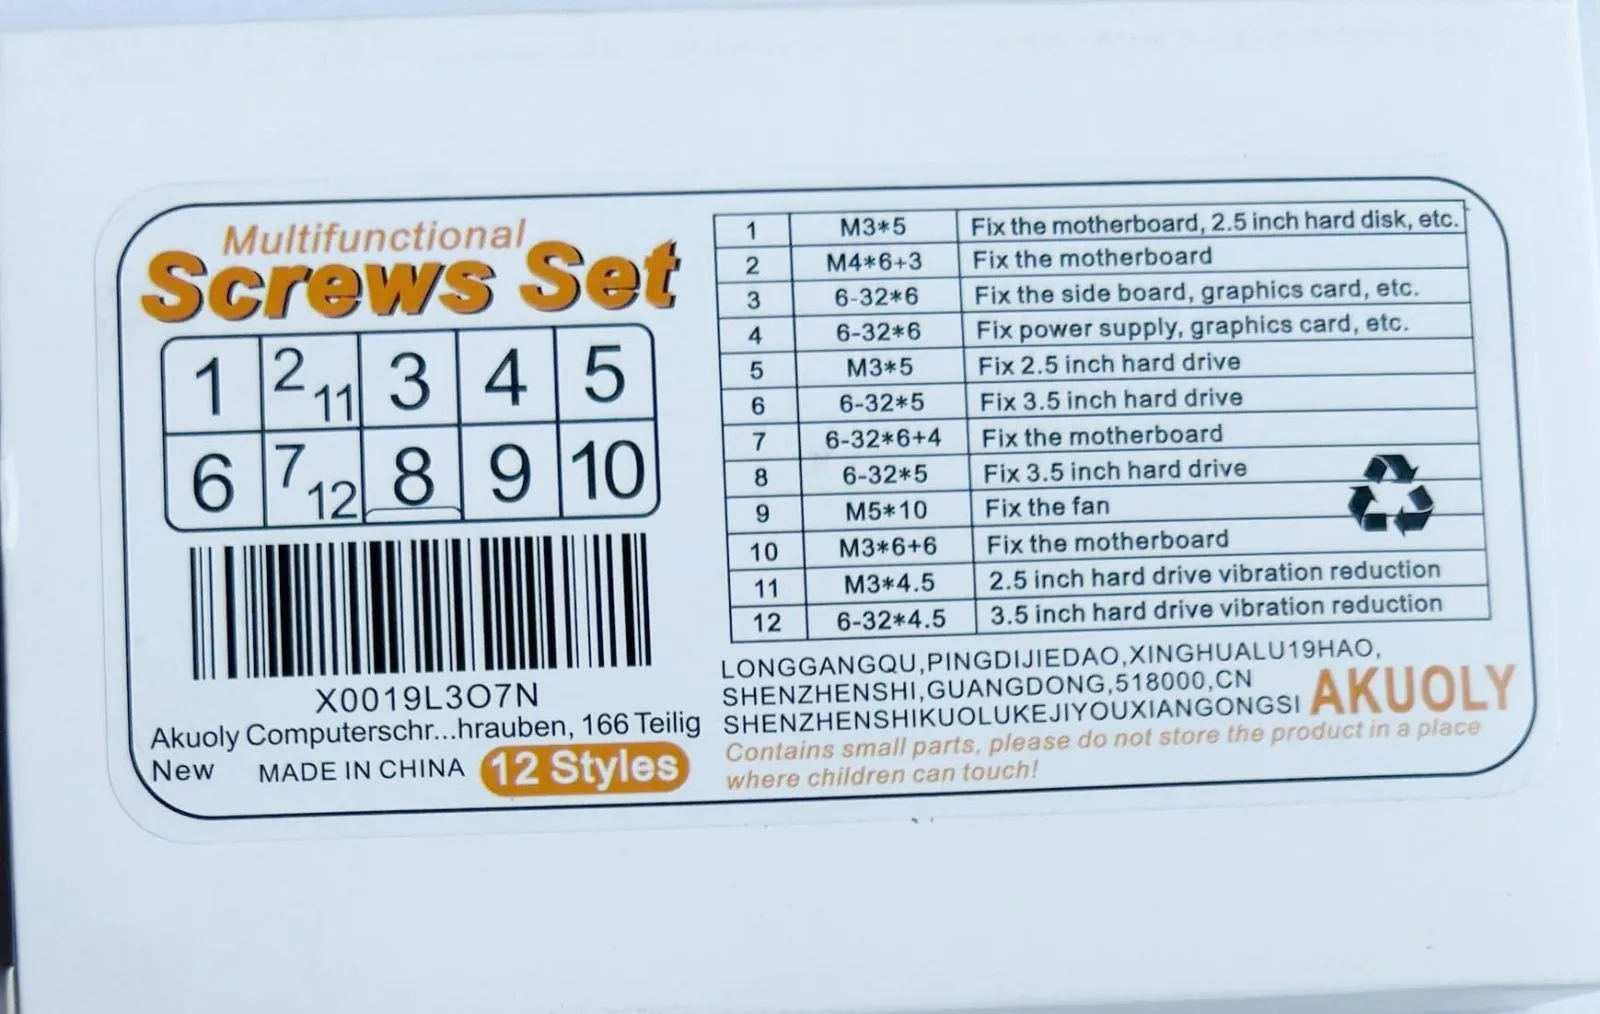 Multifunctional
Screws Set
1 2 11 3 4 5
6 7 12 8 9 10
X0019L3O7N
Akuoly Computerschr...hrauben, 166 Teilig
New MADE IN CHINA 12 Styles
1 M3*5 Fix the motherboard, 2.5 inch hard disk, etc.
2 M4*6+3 Fix the motherboard
3 6-32*6 Fix the side board, graphics card, etc.
4 6-32*6 Fix power supply, graphics card, etc.
5 M3*5 Fix 2.5 inch hard drive
6 6-32*5 Fix 3.5 inch hard drive
7 6-32*6+4 Fix the motherboard
8 6-32*5 Fix 3.5 inch hard drive
9 M5*10 Fix the fan
10 M3*6+6 Fix the motherboard
11 M3*4.5 2.5 inch hard drive vibration reduction
12 6-32*4.5 3.5 inch hard drive vibration reduction
LONGGANGQU,PINGDIJIEDAO,XINGHUALU19HAO,
SHENZHENSHI,GUANGDONG,518000,CN
SHENZHENSHIKUOLUKEJIYOUXIANGONGSI AKUOLY
Contains small parts, please do not store the product in a place
where children can touch!